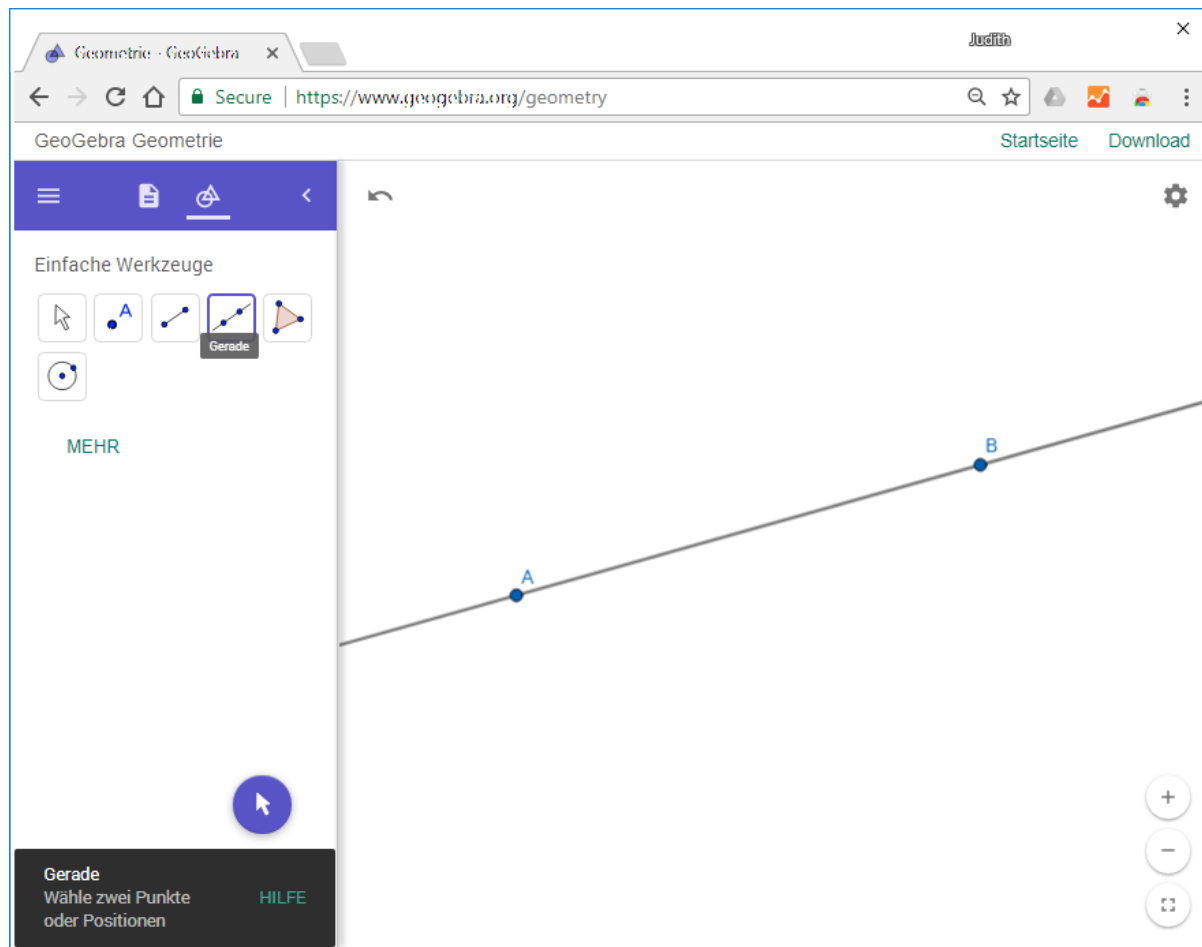 Geometrie - GeoGebra
Judith
Secure https://www.geogebra.org/geometry
GeoGebra Geometrie
Startseite Download
Einfache Werkzeuge
A
Gerade
MEHR
B
A
Gerade
Wähle zwei Punkte
oder Positionen
HILFE